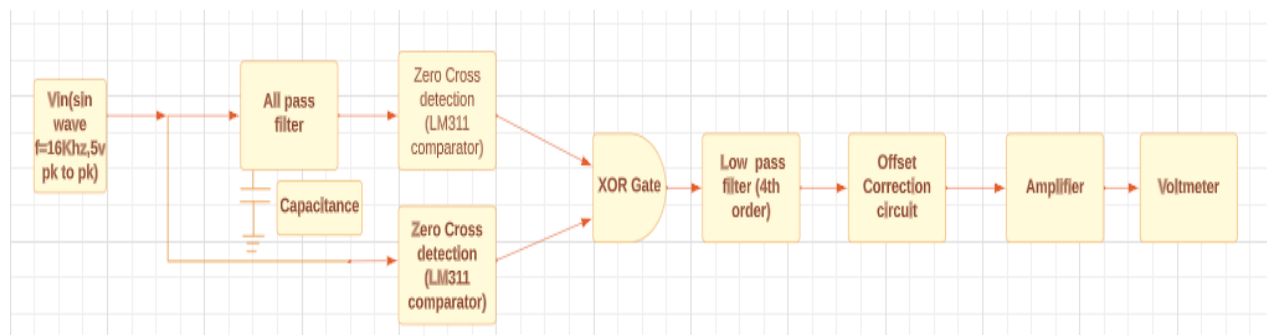 Vin(sin
wave
f=16Khz,5v
pk to pk)
All pass
filter
Capacitance
Zero Cross
detection
(LM311
comparator)
Zero Cross
detection
(LM311
comparator)
XOR Gate
Low pass
filter (4th
order)
Offset
Correction
circuit
Amplifier
Voltmeter